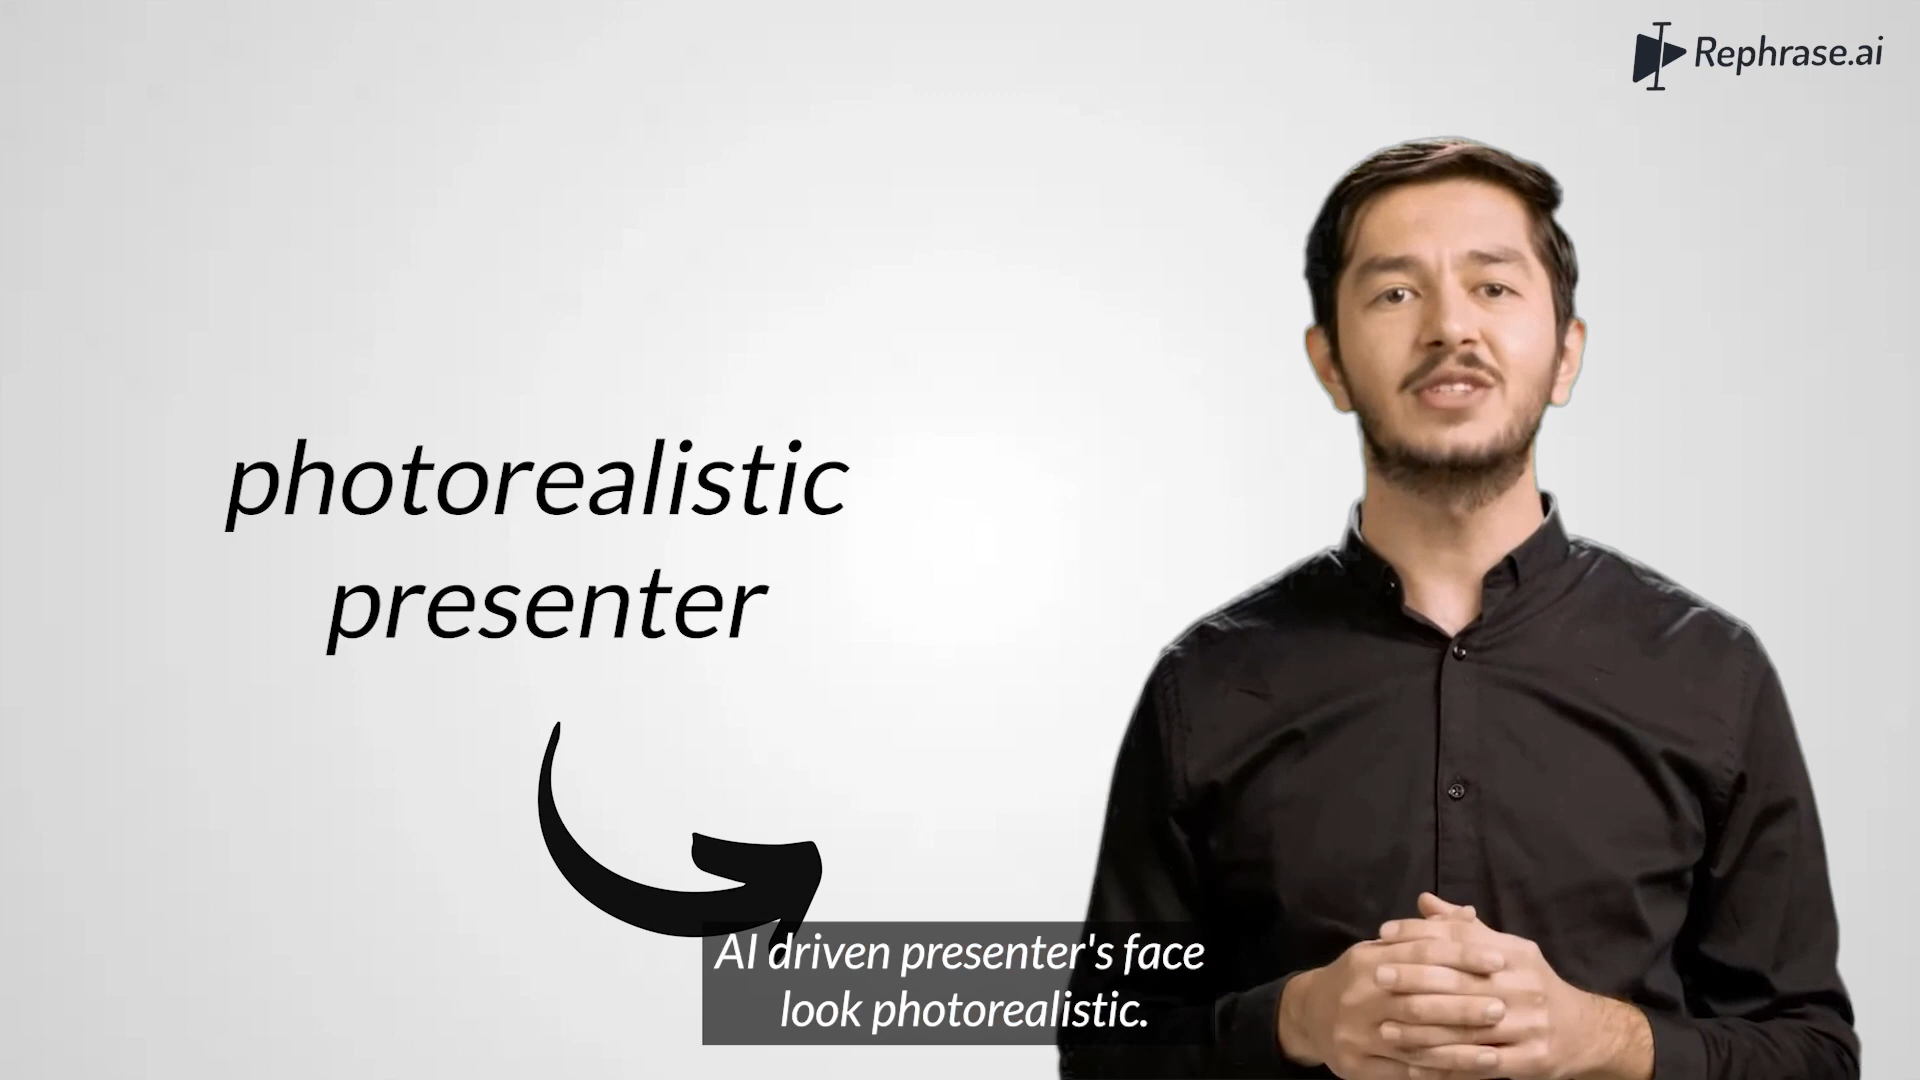 Rephrase.ai
photorealistic
presenter
AI driven presenter's face
look photorealistic.